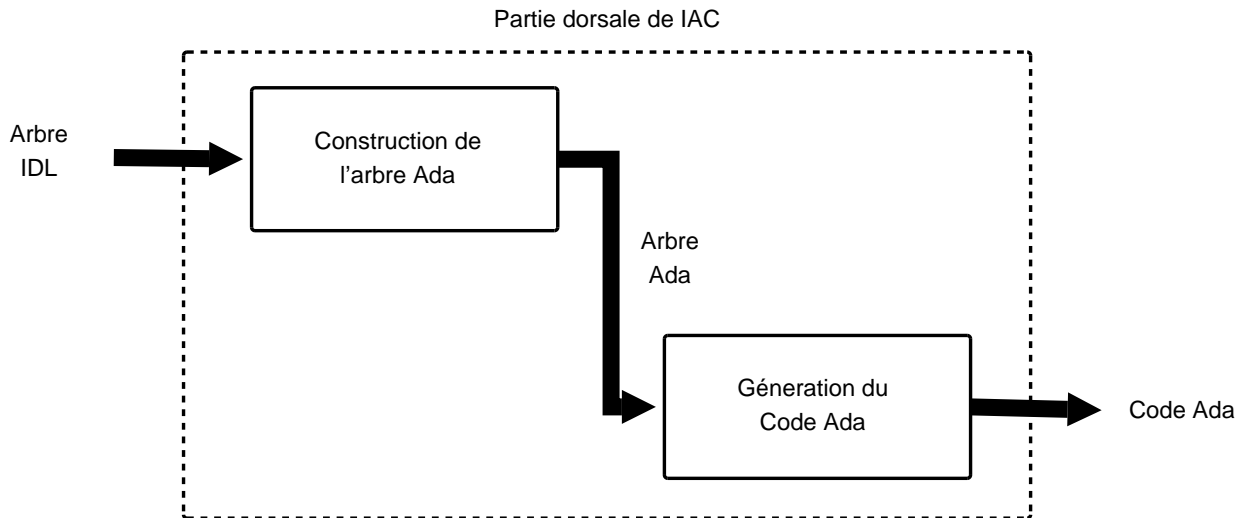 Partie dorsale de IAC
Arbre
IDL
Construction de
l'arbre Ada
Arbre
Ada
Géneration du
Code Ada
Code Ada